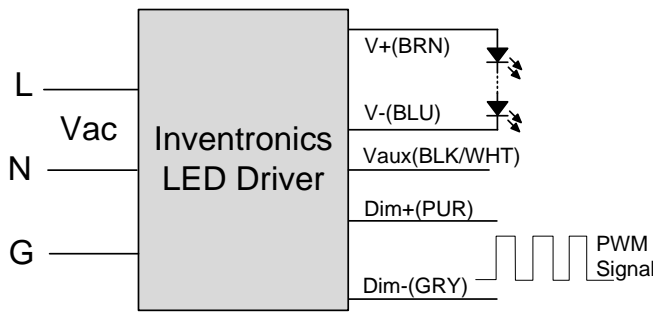 V+(BRN)
L
V-(BLU)
Vac
Inventronics
LED Driver
Vaux(BLK/WHT)
N
Dim+(PUR)
G
PWM
Signal
Dim-(GRY)